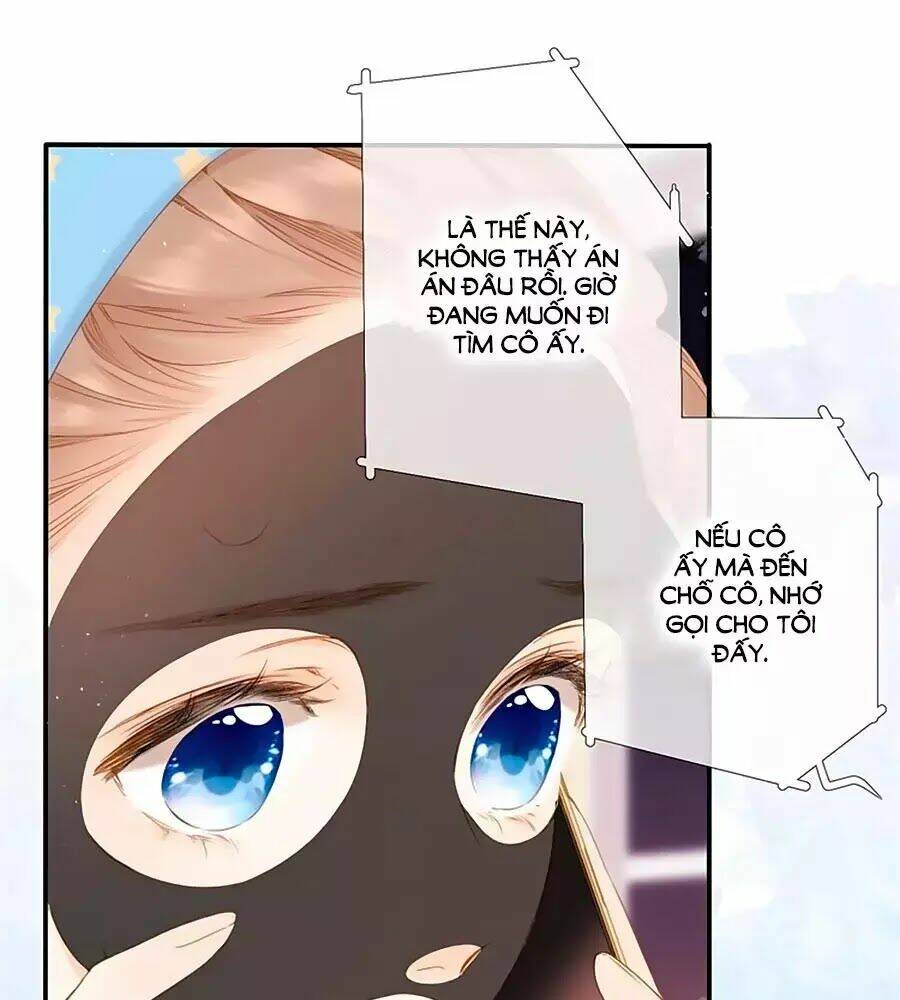 LÀ THẾ NÀY,
KHÔNG THẤY ÁN
ÁN ĐÂU RỒI. GIỜ
ĐANG MUỐN ĐI
TÌM CÔ ẤY.
NẾU CÔ
ẤY MÀ ĐẾN
CHỖ CÔ, NHỚ
GỌI CHO TÔI
ĐẤY.